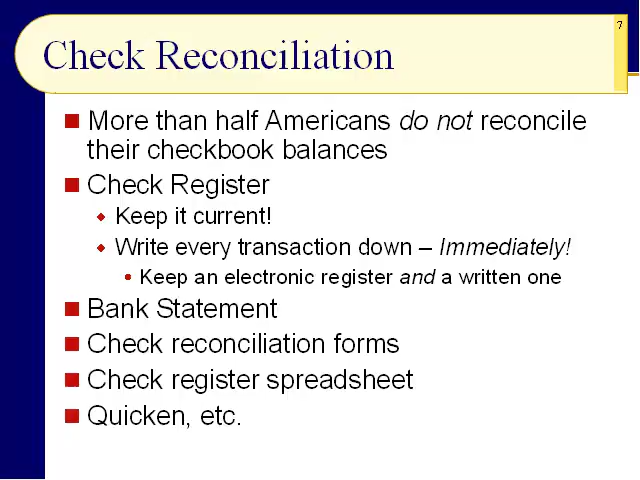 7
Check Reconciliation
More than half Americans do not reconcile
their checkbook balances
Check Register
Keep it current!
Write every transaction down – Immediately!
Keep an electronic register and a written one
Bank Statement
Check reconciliation forms
Check register spreadsheet
Quicken, etc.